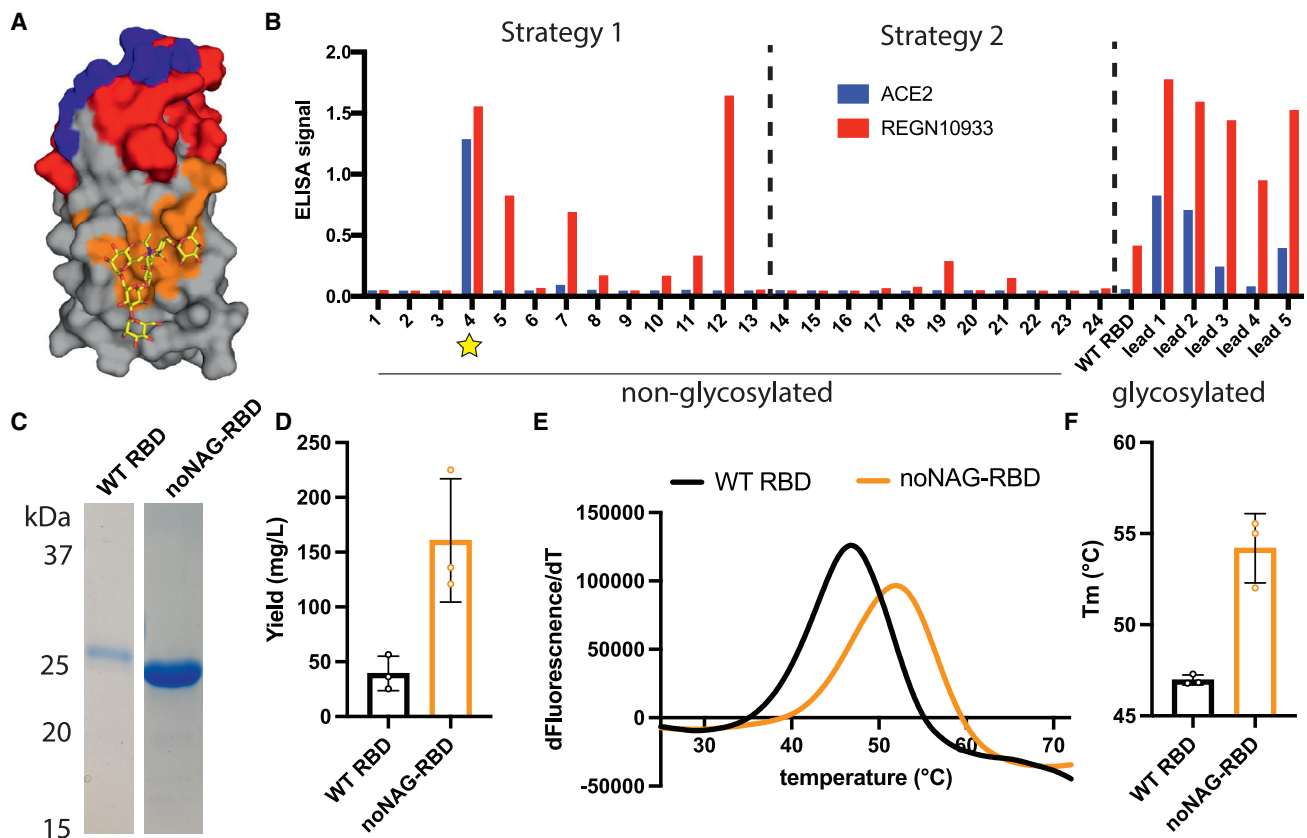 A
B
Strategy 1
Strategy 2
2.0
1.5
1.0
0.5
0.0
ELISA signal
ACE2
REGN10933
1 2 3 4 5 6 7 8 9 10 11 12 13 14 15 16 17 18 19 20 21 22 23 24 WT RBD lead 1 lead 2 lead 3 lead 4 lead 5
non-glycosylated
glycosylated
C
WT RBD
noNAG-RBD
kDa
37
25
20
15
D
250
200
150
100
50
0
Yield (mg/L)
WT RBD
noNAG-RBD
E
WT RBD
noNAG-RBD
150000
100000
50000
0
-50000
dFluorescnence/dT
30 40 50 60 70
temperature (°C)
F
60
55
50
45
Tm (°C)
WT RBD
noNAG-RBD